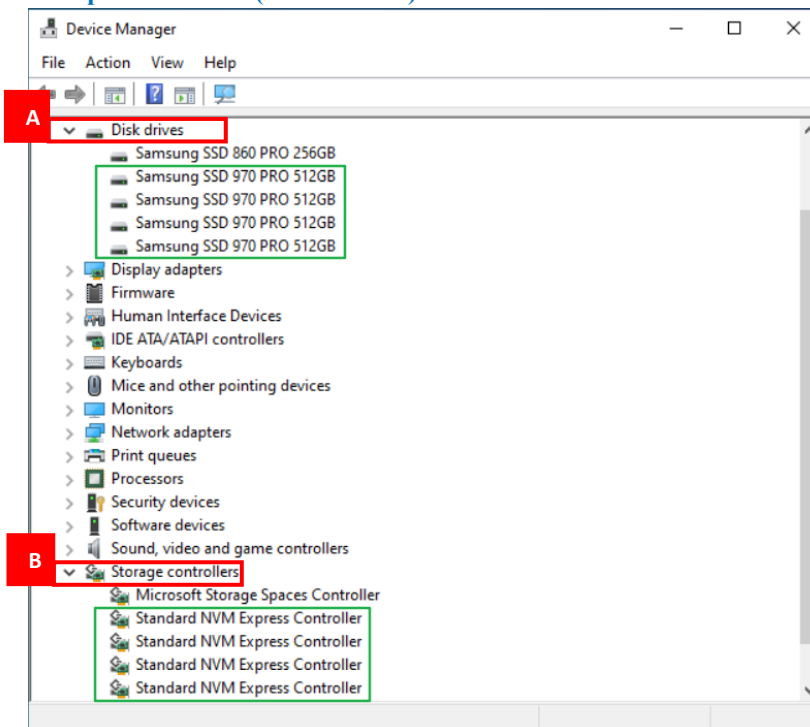 Device Manager
File Action View Help
A
Disk drives
Samsung SSD 860 PRO 256GB
Samsung SSD 970 PRO 512GB
Samsung SSD 970 PRO 512GB
Samsung SSD 970 PRO 512GB
Samsung SSD 970 PRO 512GB
Display adapters
Firmware
Human Interface Devices
IDE ATA/ATAPI controllers
Keyboards
Mice and other pointing devices
Monitors
Network adapters
Print queues
Processors
Security devices
Software devices
Sound, video and game controllers
B
Storage controllers
Microsoft Storage Spaces Controller
Standard NVM Express Controller
Standard NVM Express Controller
Standard NVM Express Controller
Standard NVM Express Controller